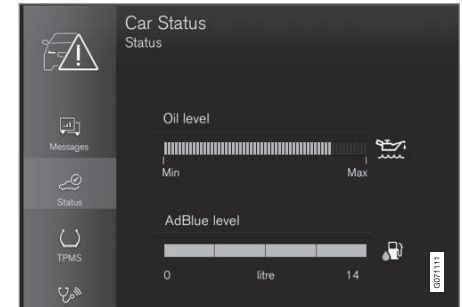 Car Status
Status
Messages
Status
TPMS
Oil level
Min Max
AdBlue level
0 litre 14
G071111